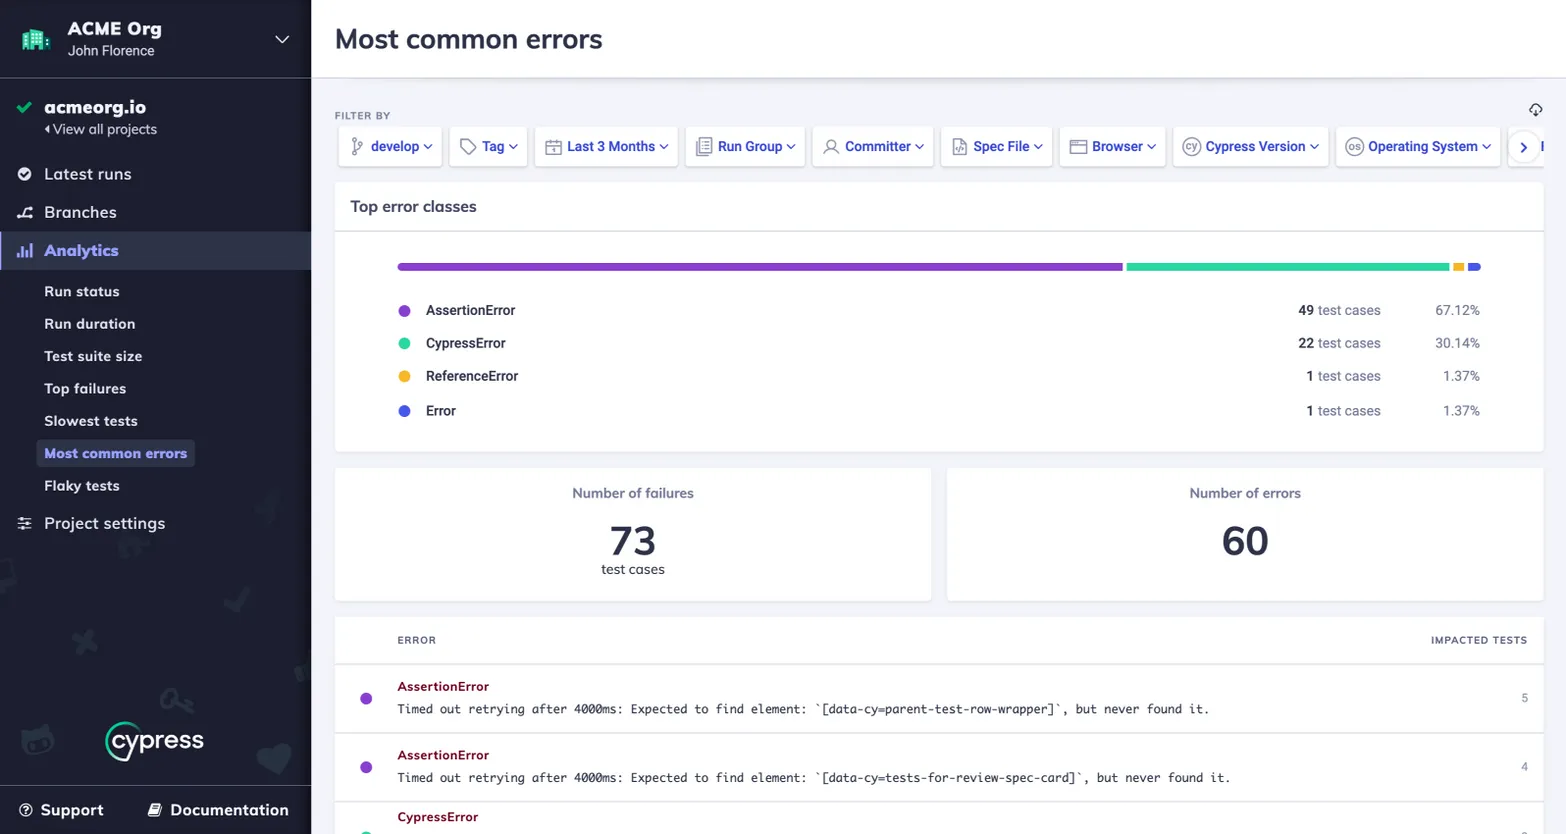 ACME Org
John Florence
acmeorg.io
View all projects
Latest runs
Branches
Analytics
Run status
Run duration
Test suite size
Top failures
Slowest tests
Most common errors
Flaky tests
Project settings
cypress
Support
Documentation
Most common errors
FILTER BY
develop
Tag
Last 3 Months
Run Group
Committer
Spec File
Browser
cy Cypress Version
os Operating System
Top error classes
AssertionError 49 test cases 67.12%
CypressError 22 test cases 30.14%
ReferenceError 1 test cases 1.37%
Error 1 test cases 1.37%
Number of failures
73
test cases
Number of errors
60
ERROR IMPACTED TESTS
AssertionError
Timed out retrying after 4000ms: Expected to find element: `[data-cy=parent-test-row-wrapper]`, but never found it.
5
AssertionError
Timed out retrying after 4000ms: Expected to find element: `[data-cy=tests-for-review-spec-card]`, but never found it.
4
CypressError